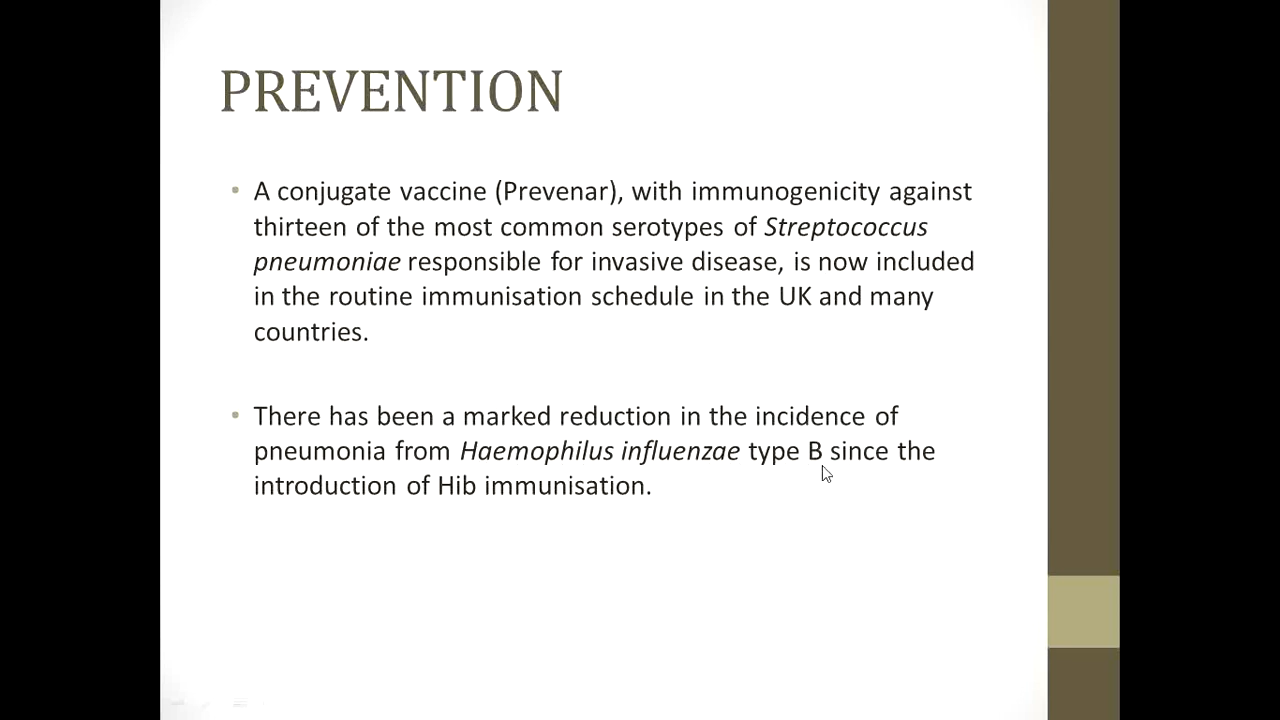 PREVENTION
• A conjugate vaccine (Prevenar), with immunogenicity against
thirteen of the most common serotypes of Streptococcus
pneumoniae responsible for invasive disease, is now included
in the routine immunisation schedule in the UK and many
countries.
• There has been a marked reduction in the incidence of
pneumonia from Haemophilus influenzae type B since the
introduction of Hib immunisation.